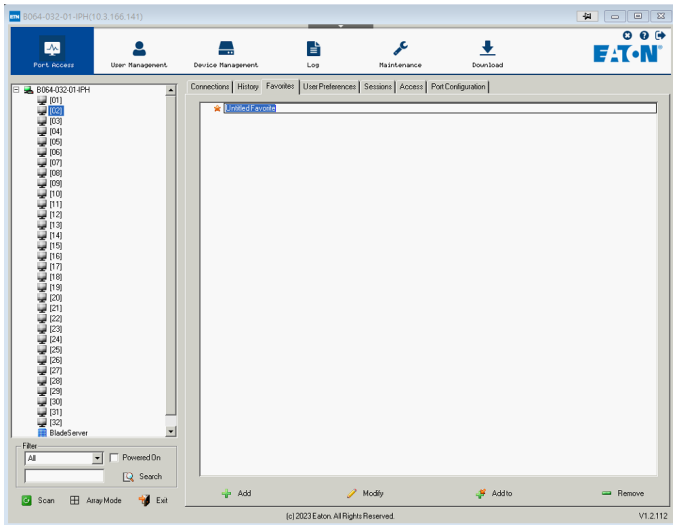 ETN B064-032-01-IPH(10.3.166.141)
Port Access
User Management
Device Management
Log
Maintenance
Download
EATON
B064-032-01-IPH
[01]
[02]
[03]
[04]
[05]
[06]
[07]
[08]
[09]
[10]
[11]
[12]
[13]
[14]
[15]
[16]
[17]
[18]
[19]
[20]
[21]
[22]
[23]
[24]
[25]
[26]
[27]
[28]
[29]
[30]
[31]
[32]
BladeServer
Filter
All
Powered On
Search
Scan
Array Mode
Exit
Connections History Favorites User Preferences Sessions Access Port Configuration
Untitled Favorite
Add
Modify
Add to
Remove
(c) 2023 Eaton. All Rights Reserved.
V1.2.112